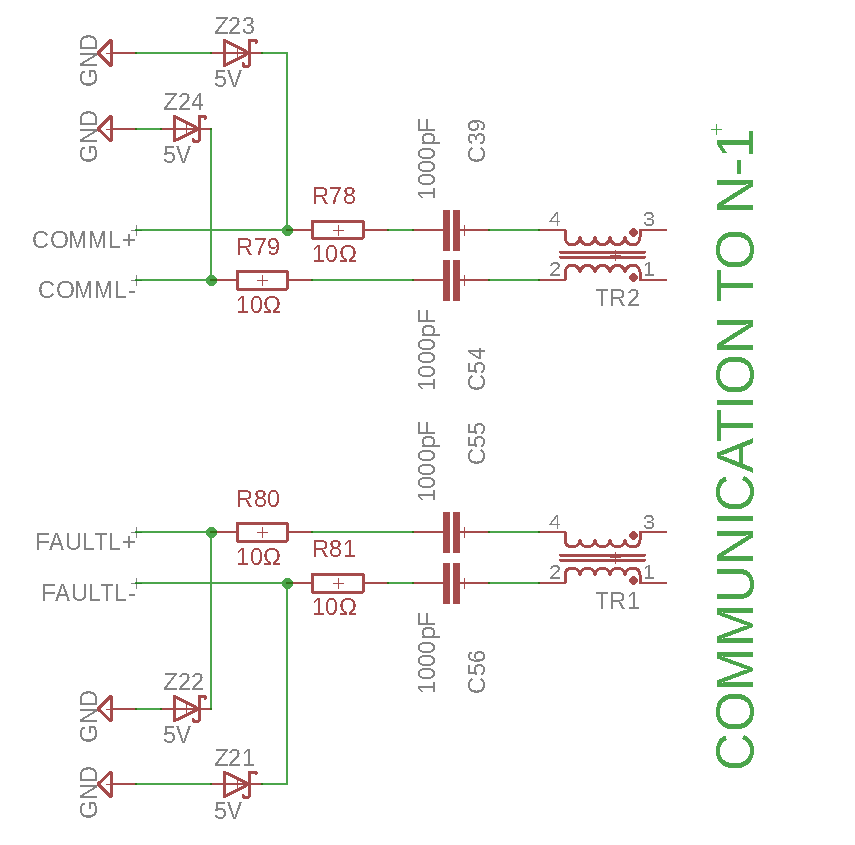 Z23
GND
5V
Z24
GND
5V
1000pF
C39
R78
4
3
COMML+
R79
10Ω
2
1
COMML-
10Ω
TR2
1000pF
C54
1000pF
C55
R80
4
3
FAULTL+
R81
10Ω
2
1
FAULTL-
10Ω
TR1
1000pF
C56
Z22
GND
5V
Z21
GND
5V
COMMUNICATION TO N-1